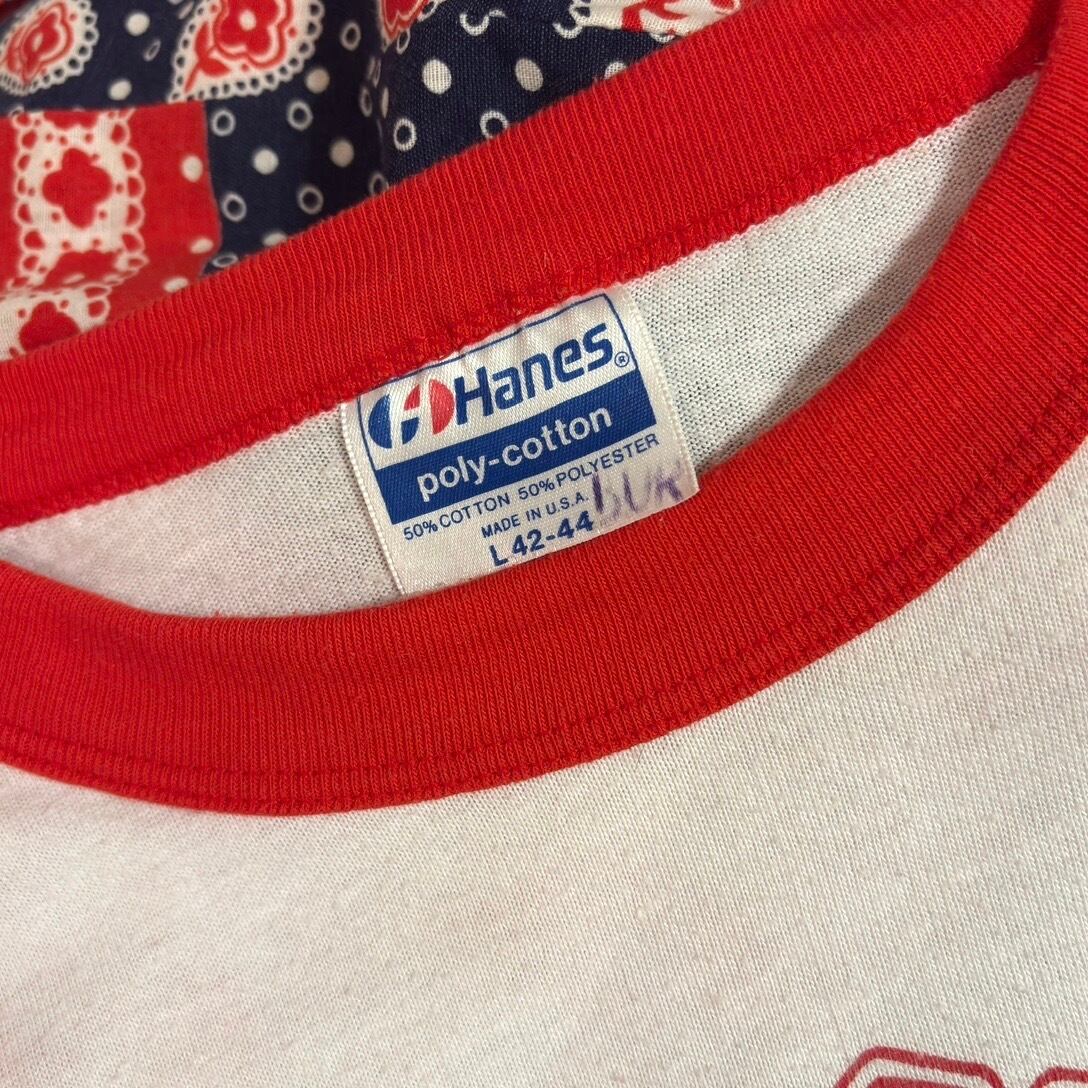 Hanes®
poly-cotton
50% COTTON 50% POLYESTER
MADE IN U.S.A.
L 42-44